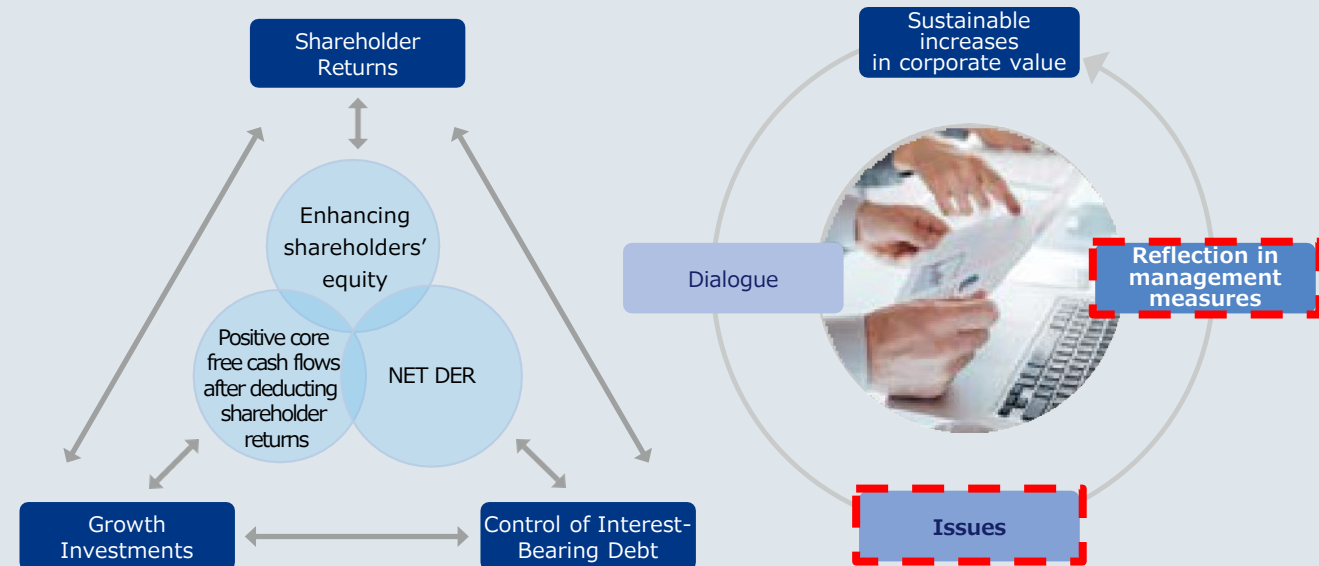 Shareholder
Returns
Enhancing
shareholders’
equity
Positive core
free cash flows
after deducting
shareholder
returns
NET DER
Growth
Investments
Control of Interest-
Bearing Debt
Sustainable
increases
in corporate value
Dialogue
Reflection in
management
measures
Issues